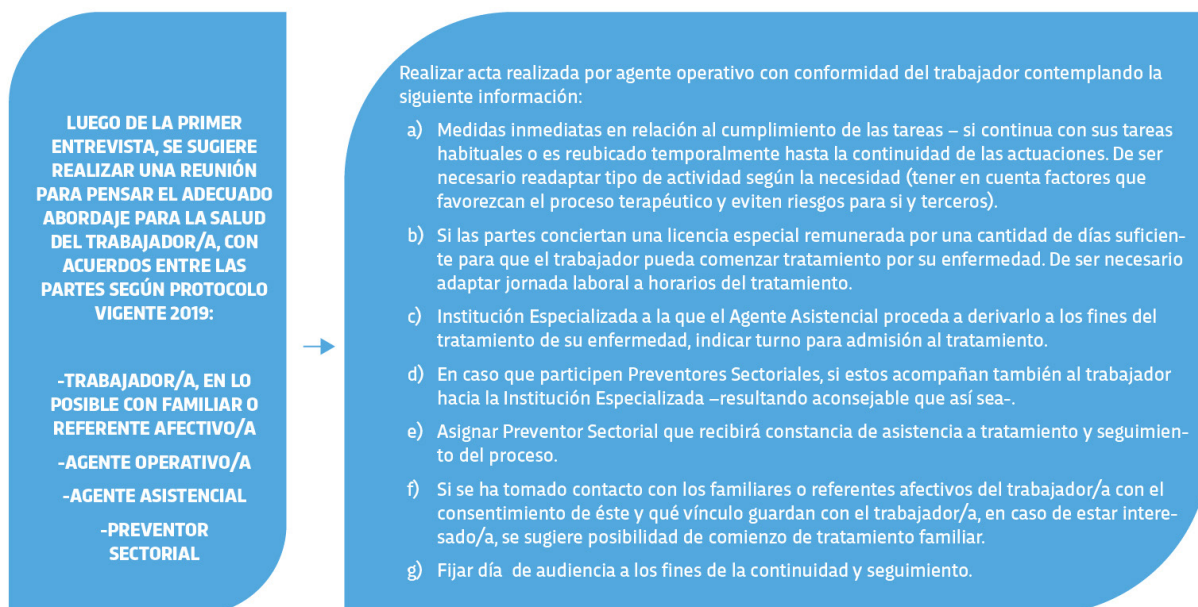 LUEGO DE LA PRIMER
ENTREVISTA, SE SUGIERE
REALIZAR UNA REUNIÓN
PARA PENSAR EL ADECUADO
ABORDAJE PARA LA SALUD
DEL TRABAJADOR/A, CON
ACUERDOS ENTRE LAS
PARTES SEGÚN PROTOCOLO
VIGENTE 2019:
-TRABAJADOR/A, EN LO
POSIBLE CON FAMILIAR O
REFERENTE AFECTIVO/A
-AGENTE OPERATIVO/A
-AGENTE ASISTENCIAL
-PREVENTOR
SECTORIAL
Realizar acta realizada por agente operativo con conformidad del trabajador contemplando la
siguiente información:
a) Medidas inmediatas en relación al cumplimiento de las tareas – si continua con sus tareas
habituales o es reubicado temporalmente hasta la continuidad de las actuaciones. De ser
necesario readaptar tipo de actividad según la necesidad (tener en cuenta factores que
favorezcan el proceso terapéutico y eviten riesgos para si y terceros).
b) Si las partes conciertan una licencia especial remunerada por una cantidad de días suficien-
te para que el trabajador pueda comenzar tratamiento por su enfermedad. De ser necesario
adaptar jornada laboral a horarios del tratamiento.
c) Institución Especializada a la que el Agente Asistencial proceda a derivarlo a los fines del
tratamiento de su enfermedad, indicar turno para admisión al tratamiento.
d) En caso que participen Preventores Sectoriales, si estos acompañan también al trabajador
hacia la Institución Especializada –resultando aconsejable que así sea-.
e) Asignar Preventor Sectorial que recibirá constancia de asistencia a tratamiento y seguimien-
to del proceso.
f) Si se ha tomado contacto con los familiares o referentes afectivos del trabajador/a con el
consentimiento de éste y qué vínculo guardan con el trabajador/a, en caso de estar intere-
sado/a, se sugiere posibilidad de comienzo de tratamiento familiar.
g) Fijar día de audiencia a los fines de la continuidad y seguimiento.